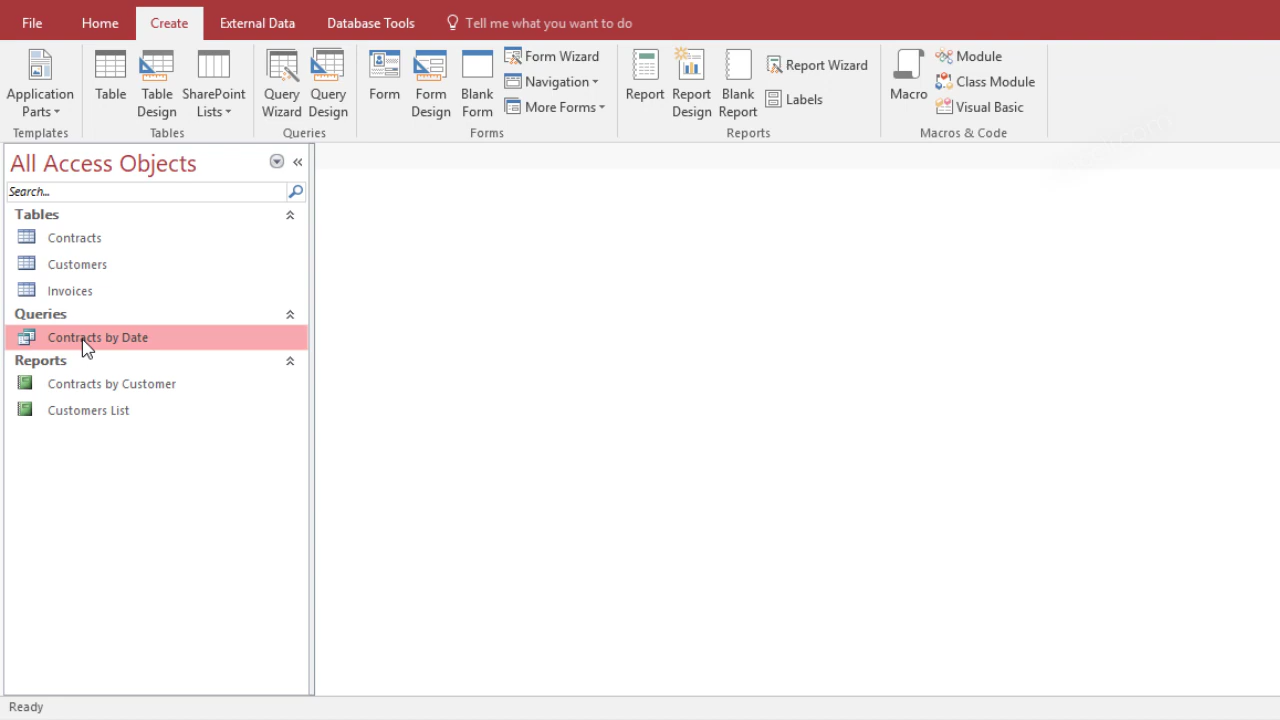 File Home Create External Data Database Tools Tell me what you want to do
Application Parts
Table
Table Design
SharePoint Lists
Query Wizard
Query Design
Form
Form Design
Blank Form
Form Wizard
Navigation
More Forms
Report
Report Design
Blank Report
Report Wizard
Labels
Macro
Module
Class Module
Visual Basic
Templates Tables Queries Forms Reports Macros & Code
All Access Objects
Search...
Tables
Contracts
Customers
Invoices
Queries
Contracts by Date
Reports
Contracts by Customer
Customers List
Ready